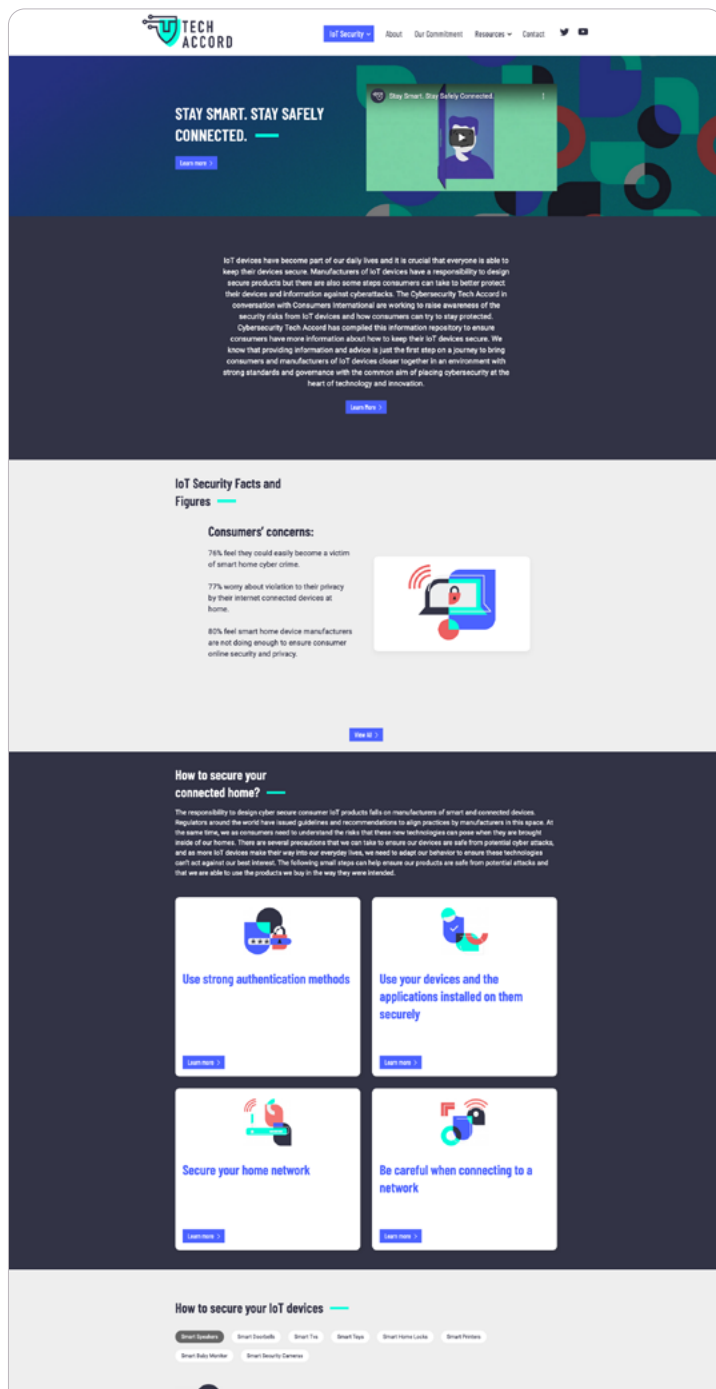 TECH
ACCORD
IoT Security
About
Our Commitment
Resources
Contact
STAY SMART. STAY SAFELY
CONNECTED.
Learn more >
Stay Smart. Stay Safely Connected.
IoT devices have become part of our daily lives and it is crucial that everyone is able to
keep their devices secure. Manufacturers of IoT devices have a responsibility to design
secure products but there are also some steps consumers can take to better protect
their devices and information against cyberattacks. The Cybersecurity Tech Accord in
conversation with Consumers International are working to raise awareness of the
security risks from IoT devices and how consumers can try to stay protected.
Cybersecurity Tech Accord has compiled this information repository to ensure
consumers have more information about how to keep their IoT devices secure. We
know that providing information and advice is just the first step on a journey to bring
consumers and manufacturers of IoT devices closer together in an environment with
strong standards and governance with the common aim of placing cybersecurity at the
heart of technology and innovation.
Learn More >
IoT Security Facts and
Figures
Consumers' concerns:
76% feel they could easily become a victim
of smart home cyber crime.
77% worry about violation to their privacy
by their internet connected devices at
home.
80% feel smart home device manufacturers
are not doing enough to ensure consumer
online security and privacy.
View All >
How to secure your
connected home?
The responsibility to design cyber secure consumer IoT products falls on manufacturers of smart and connected devices.
Regulators around the world have issued guidelines and recommendations to align practices by manufacturers in this space. At
the same time, we as consumers need to understand the risks that these new technologies can pose when they are brought
inside of our homes. There are several precautions that we can take to ensure our devices are safe from potential cyber attacks,
and as more IoT devices make their way into our everyday lives, we need to adapt our behavior to ensure these technologies
can't act against our best interest. The following small steps can help ensure our products are safe from potential attacks and
that we are able to use the products we buy in the way they were intended.
Use strong authentication methods
Learn more >
Use your devices and the
applications installed on them
securely
Learn more >
Secure your home network
Learn more >
Be careful when connecting to a
network
Learn more >
How to secure your IoT devices
Smart Speakers
Smart Doorbells
Smart Tvs
Smart Toys
Smart Home Locks
Smart Printers
Smart Baby Monitor
Smart Security Cameras